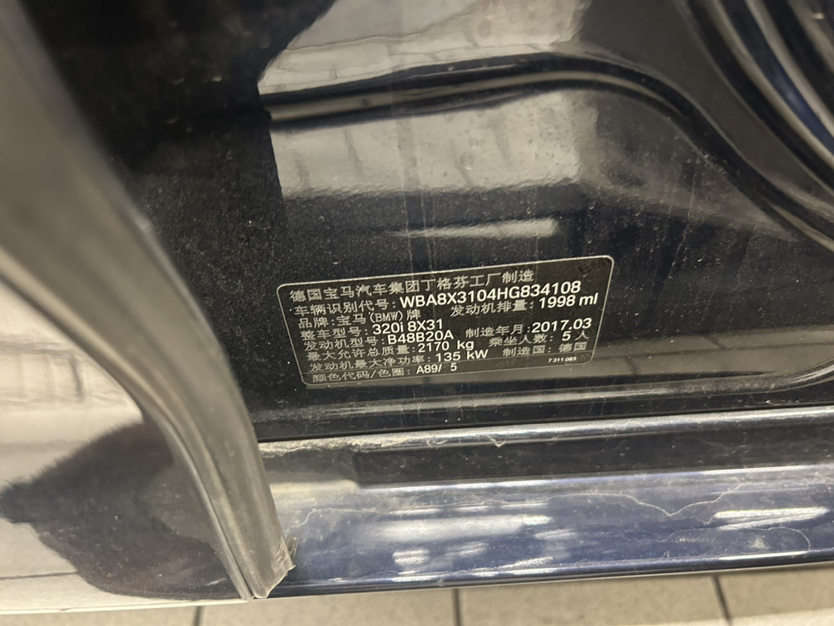 德国宝马汽车集团丁格芬工厂制造
车辆识别代号: WBA8X3104HG834108
品牌: 宝马(BMW)牌 发动机排量: 1998 ml
整车型号: 320i 8X31
发动机型号: B48B20A 制造年月: 2017.03
最大允许总质量: 2170 kg 乘坐人数: 5 人
发动机最大净功率: 135 kW 制造国: 德国
颜色代码/色圈: A89/ 5 7 311 063